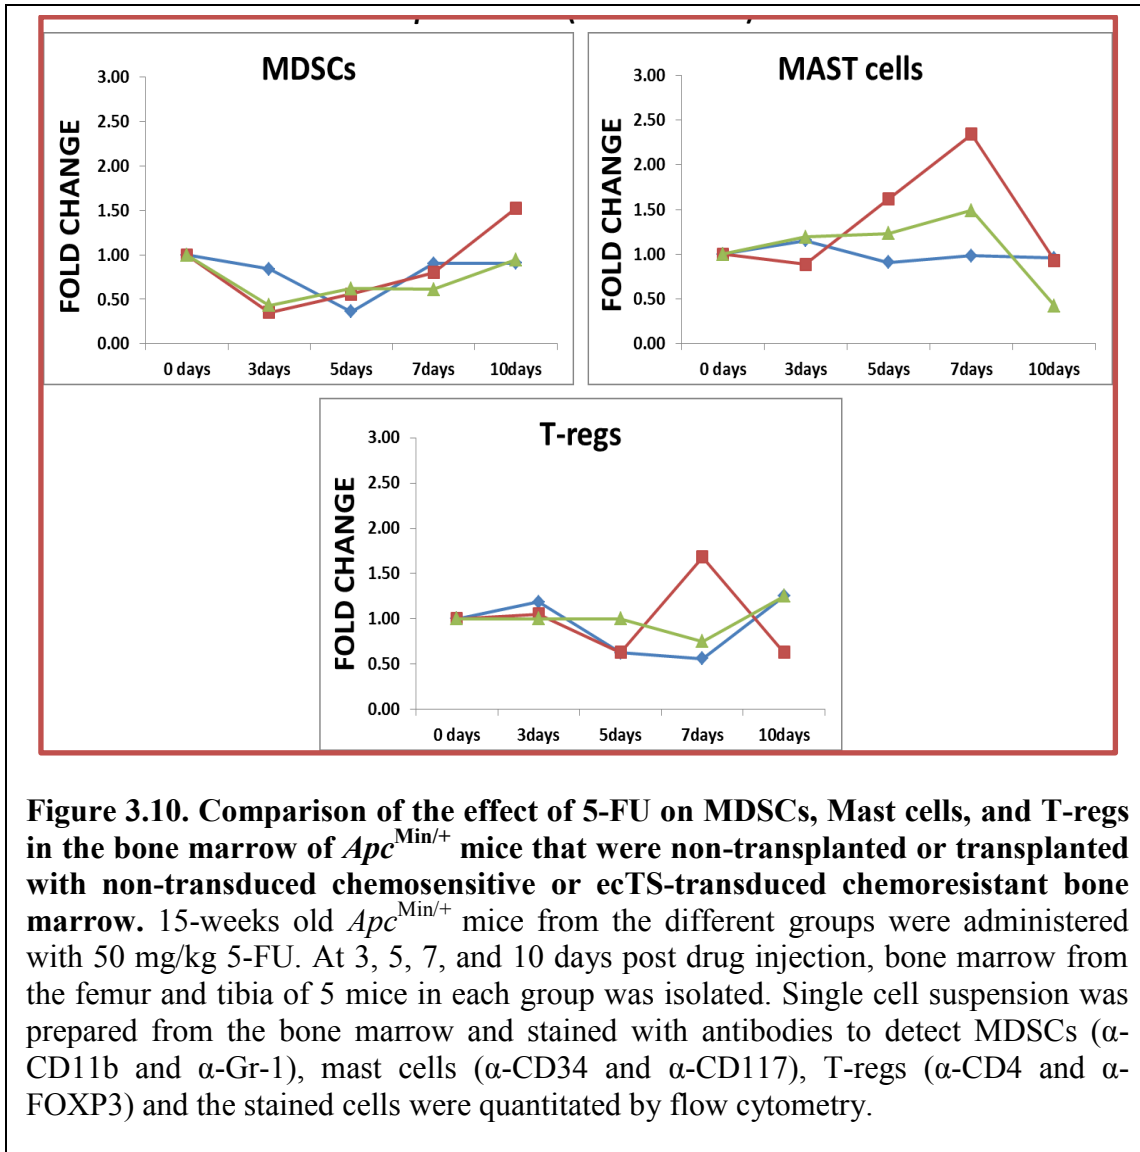 MDSCs
FOLD CHANGE
3.00
2.50
2.00
1.50
1.00
0.50
0.00
0 days 3days 5days 7days 10days
MAST cells
FOLD CHANGE
3.00
2.50
2.00
1.50
1.00
0.50
0.00
0 days 3days 5days 7days 10days
T-regs
FOLD CHANGE
3.00
2.50
2.00
1.50
1.00
0.50
0.00
0 days 3days 5days 7days 10days
Figure 3.10. Comparison of the effect of 5-FU on MDSCs, Mast cells, and T-regs
in the bone marrow of Apc^Min/+ mice that were non-transplanted or transplanted
with non-transduced chemosensitive or ecTS-transduced chemoresistant bone
marrow. 15-weeks old Apc^Min/+ mice from the different groups were administered
with 50 mg/kg 5-FU. At 3, 5, 7, and 10 days post drug injection, bone marrow from
the femur and tibia of 5 mice in each group was isolated. Single cell suspension was
prepared from the bone marrow and stained with antibodies to detect MDSCs (α-
CD11b and α-Gr-1), mast cells (α-CD34 and α-CD117), T-regs (α-CD4 and α-
FOXP3) and the stained cells were quantitated by flow cytometry.